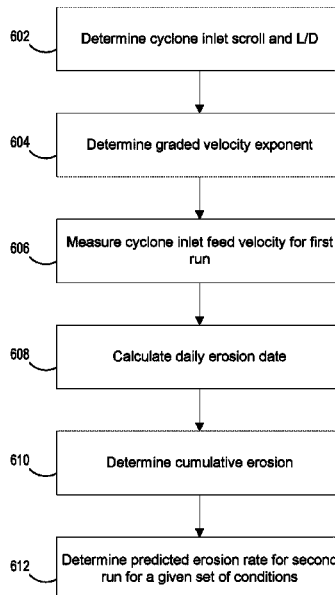 602
Determine cyclone inlet scroll and L/D
604
Determine graded velocity exponent
606
Measure cyclone inlet feed velocity for first
run
608
Calculate daily erosion date
610
Determine cumulative erosion
612
Determine predicted erosion rate for second
run for a given set of conditions